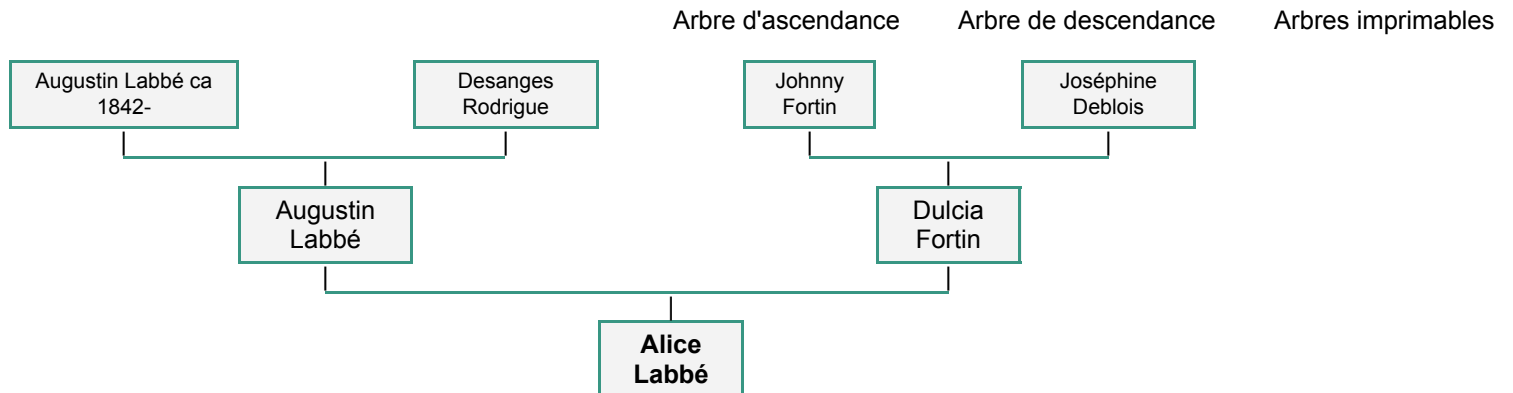 Arbre d'ascendance Arbre de descendance Arbres imprimables
Augustin Labbé ca
1842-
Desanges
Rodrigue
Johnny
Fortin
Joséphine
Deblois
Augustin
Labbé
Dulcia
Fortin
Alice
Labbé